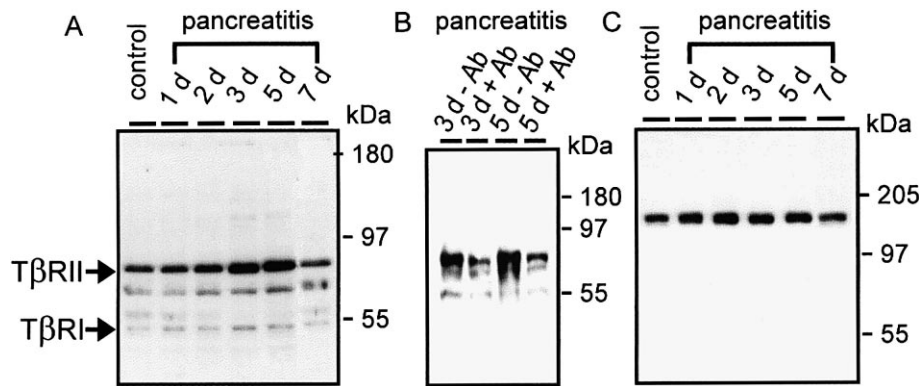 A
pancreatitis
control
1 d
2 d
3 d
5 d
7 d
kDa
180
97
55
TβRII
TβRI
B
pancreatitis
3 d - Ab
3 d + Ab
5 d - Ab
5 d + Ab
kDa
180
97
55
C
pancreatitis
control
1 d
2 d
3 d
5 d
7 d
kDa
205
97
55